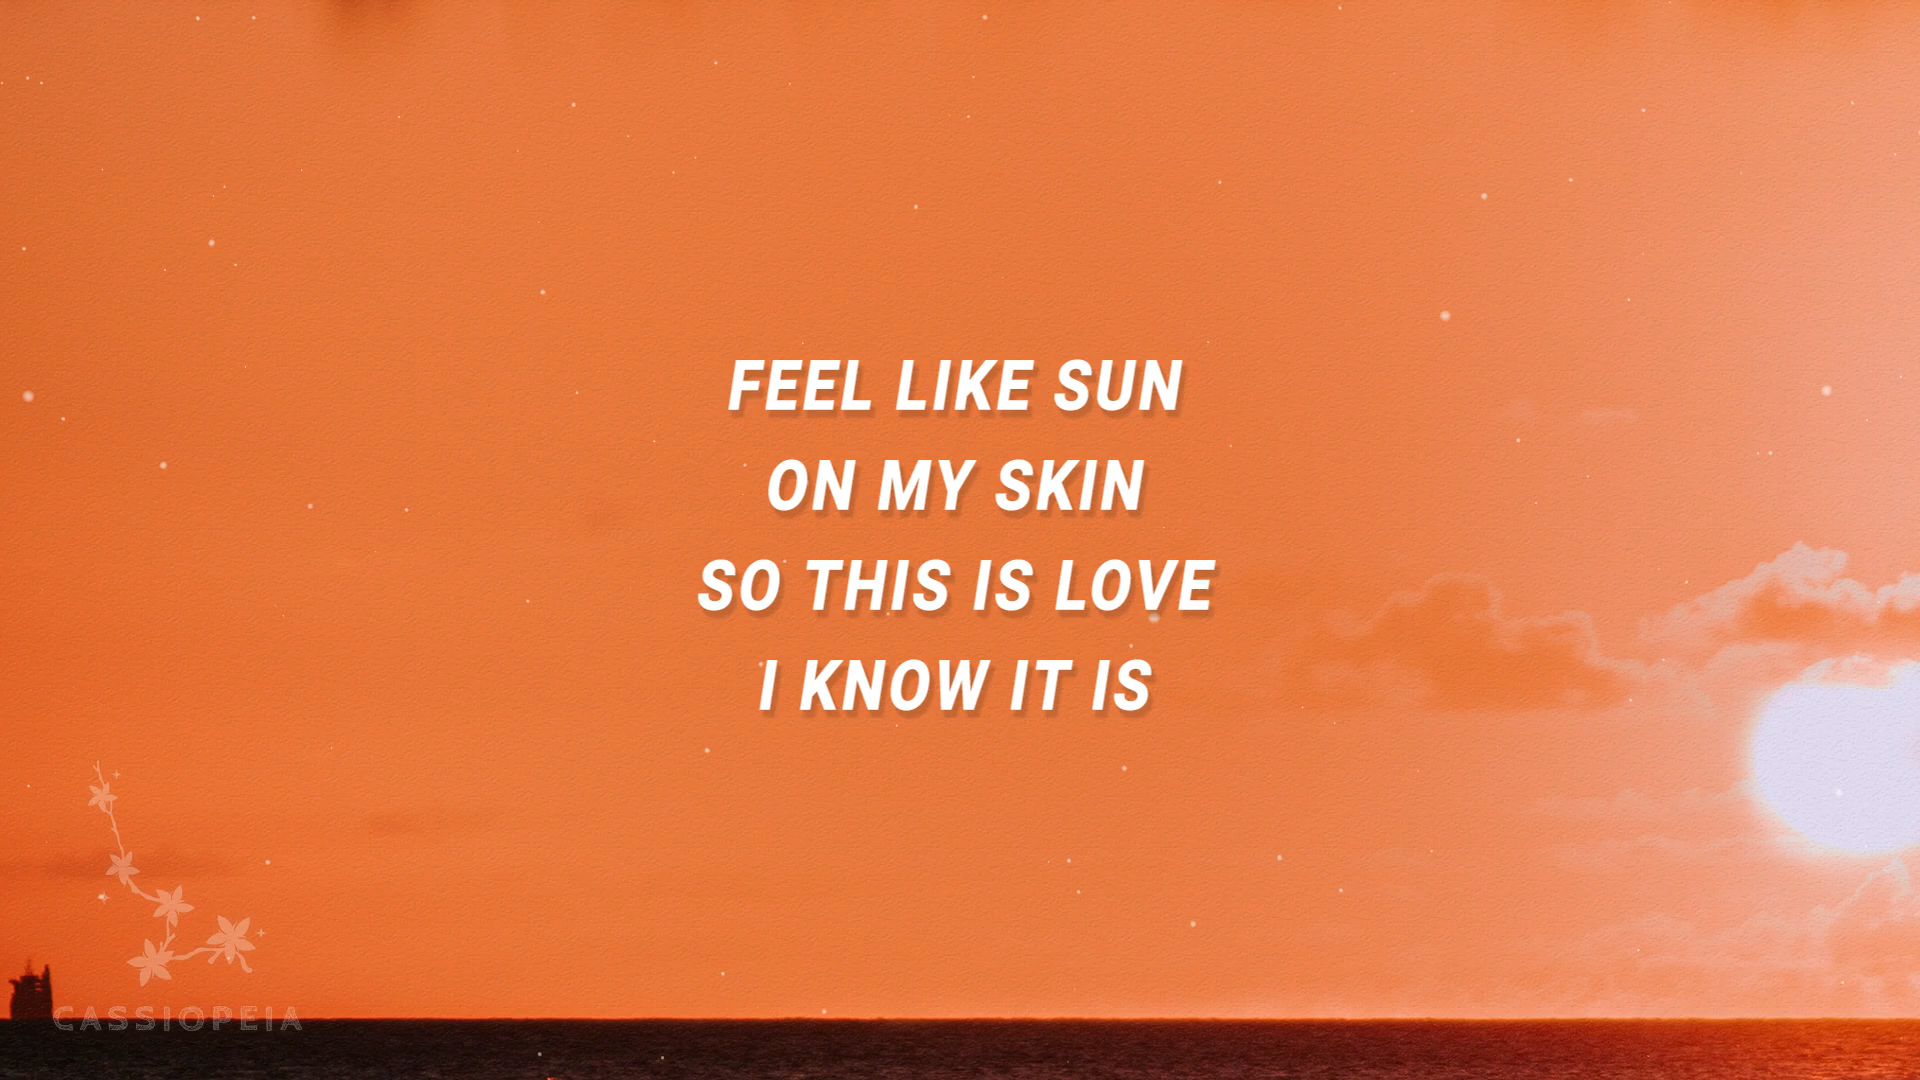 FEEL LIKE SUN
ON MY SKIN
SO THIS IS LOVE
I KNOW IT IS
CASSIOPEIA